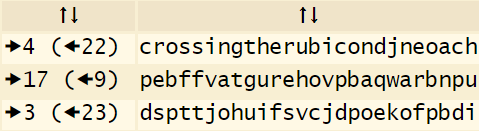 ↑↓ ↑↓
🡆4 (🡄22) crossingtherubicondjneoach
🡆17 (🡄9) pebffvatgurehovpbaqwarbnpu
🡆3 (🡄23) dspttjohuifsvcjdpoekofpbdi